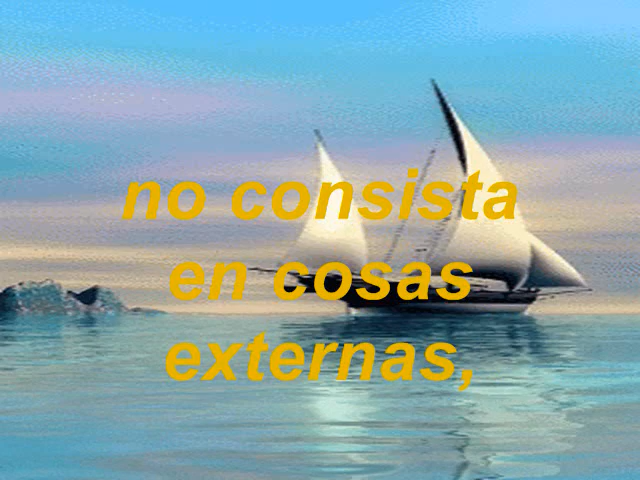 no consista
en cosas
externas,